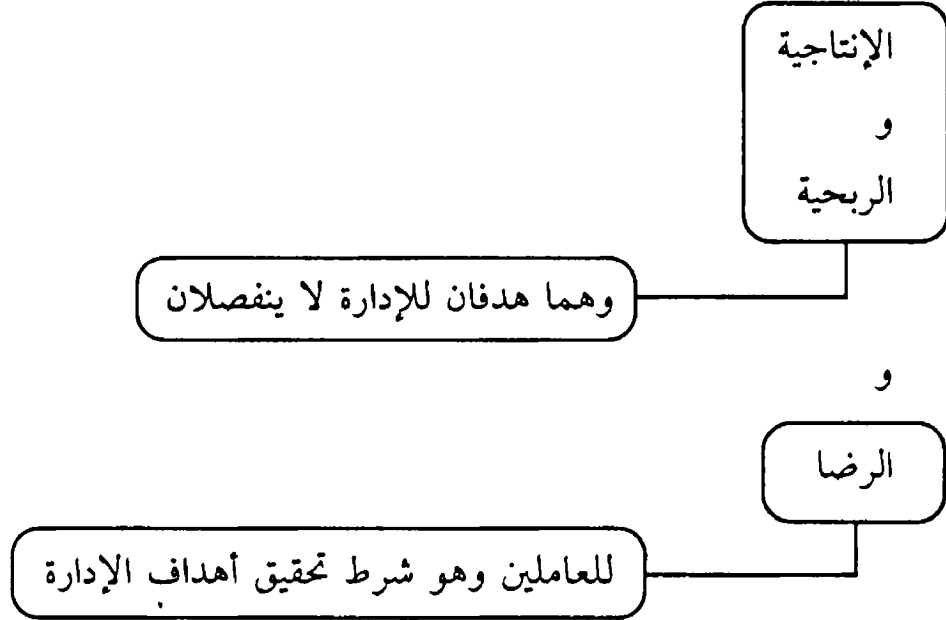 الإنتاجية
و
الربحية
وهما هدفان للإدارة لا ينفصلان
و
الرضا
للعاملين وهو شرط تحقيق أهداف الإدارة